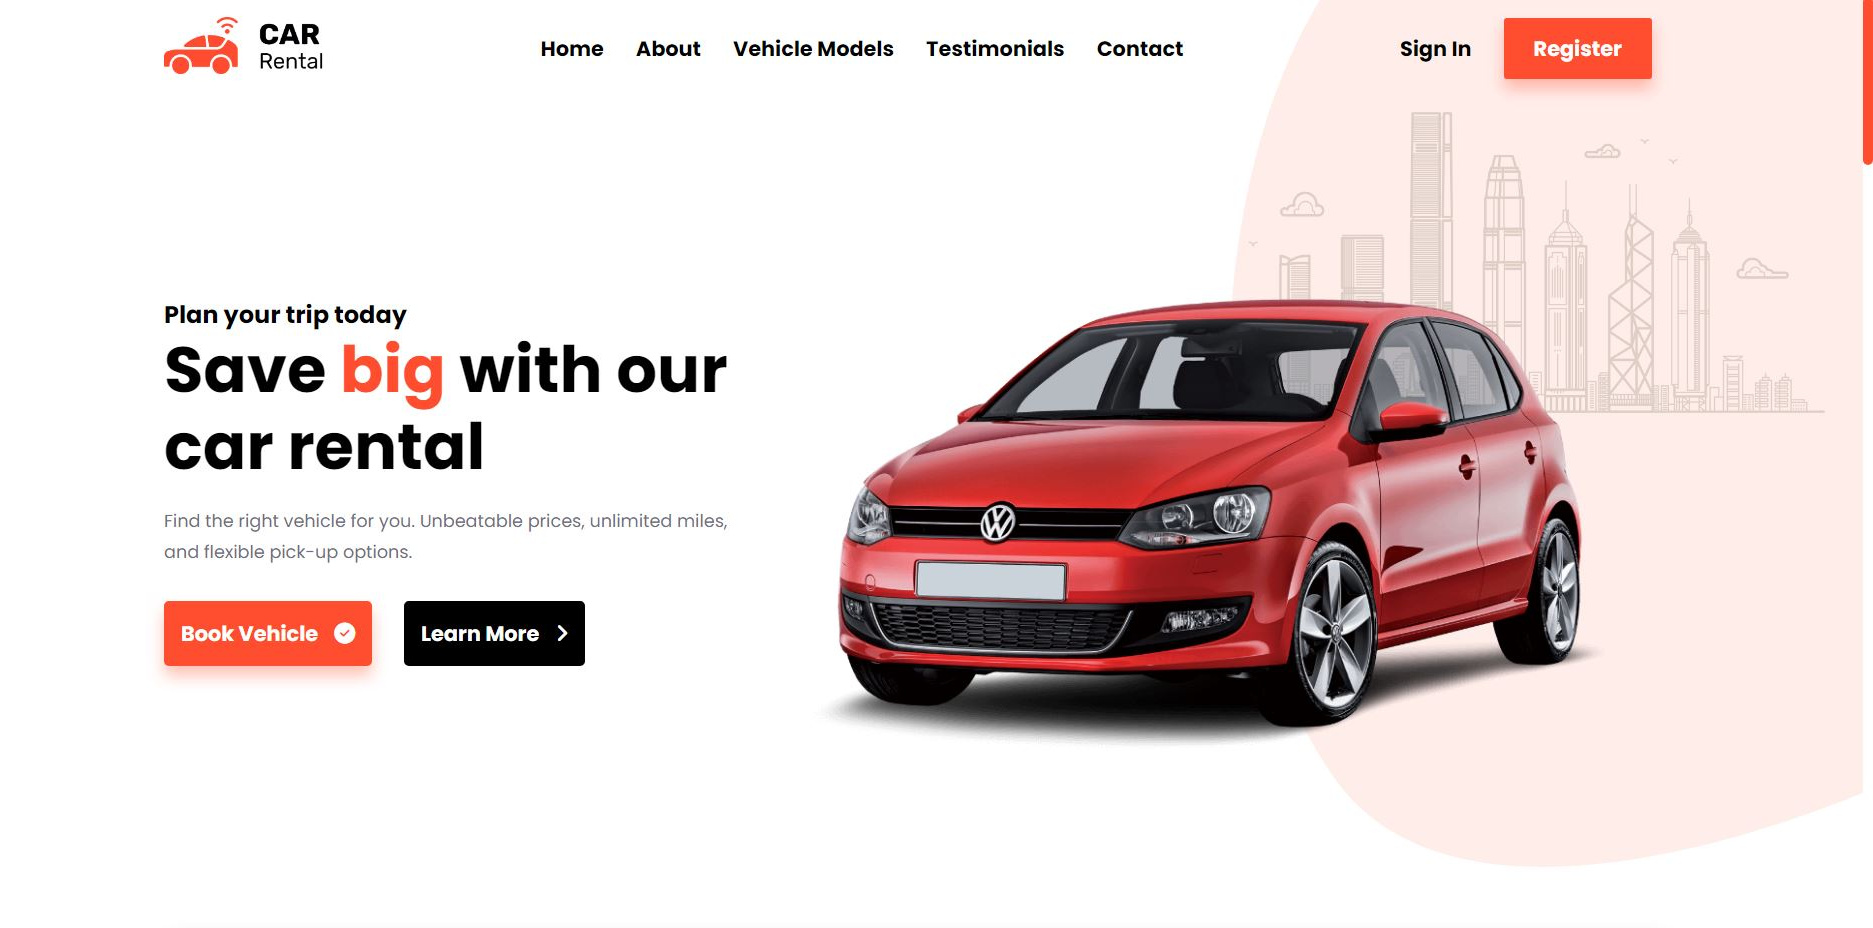 CAR
Rental
Home About Vehicle Models Testimonials Contact Sign In Register
Plan your trip today
Save big with our
car rental
Find the right vehicle for you. Unbeatable prices, unlimited miles,
and flexible pick-up options.
Book Vehicle Learn More